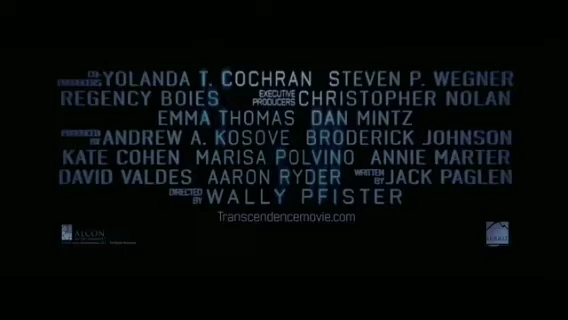 CO PRODUCERS YOLANDA T. COCHRAN STEVEN P. WEGNER
REGENCY BOIES EXECUTIVE PRODUCERS CHRISTOPHER NOLAN
EMMA THOMAS DAN MINTZ
PRODUCED BY ANDREW A. KOSOVE BRODERICK JOHNSON
KATE COHEN MARISA POLVINO ANNIE MARTER
DAVID VALDES AARON RYDER WRITTEN BY JACK PAGLEN
DIRECTED BY WALLY PFISTER
Transcendencemovie.com
ALCON